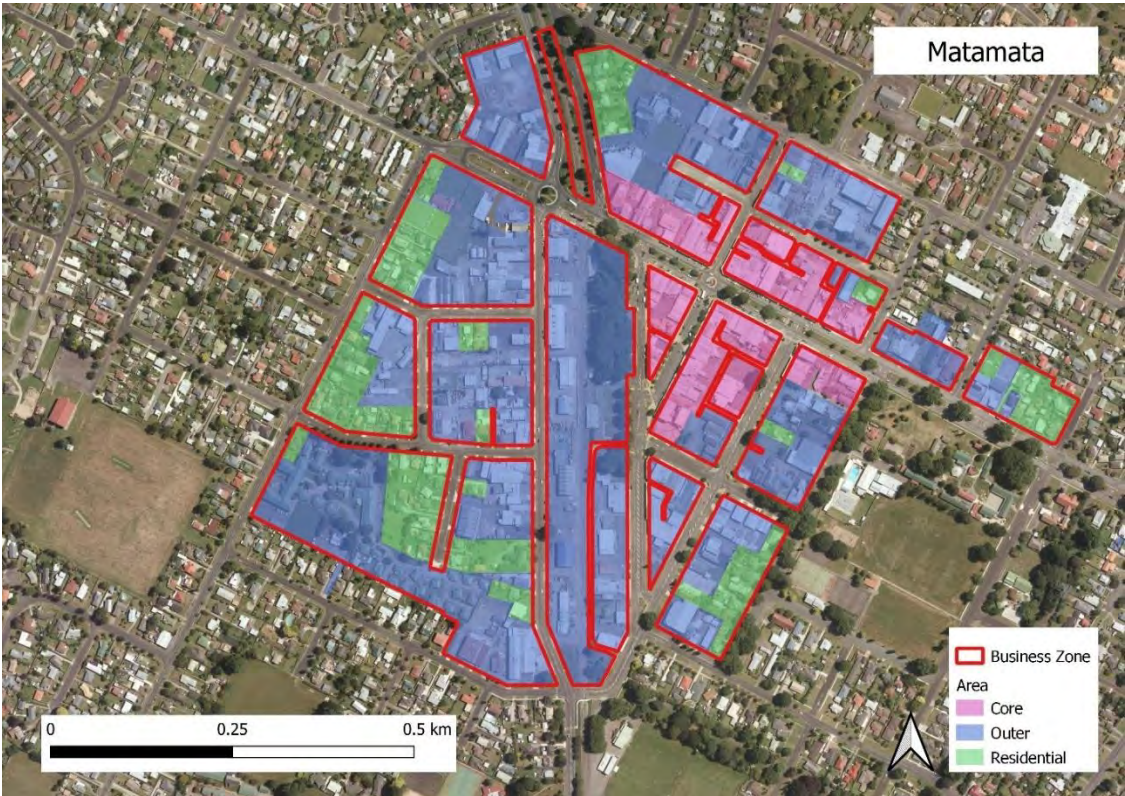 Matamata
Business Zone
Area
Core
Outer
Residential
0 0.25 0.5 km